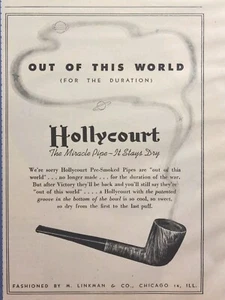 OUT OF THIS WORLD
(FOR THE DURATION)
Hollycourt
The Miracle Pipe—It Stays Dry
We're sorry Hollycourt Pre-Smoked Pipes are "out of this
world" . . . no longer made . . . for the duration of the war.
But after Victory they'll be back and you'll still say they're
"out of this world" . . . . a Hollycourt with the patented
groove in the bottom of the bowl is so cool, so sweet,
so dry from the first to the last puff.
FASHIONED BY M. LINKMAN & CO., CHICAGO 14, ILL.